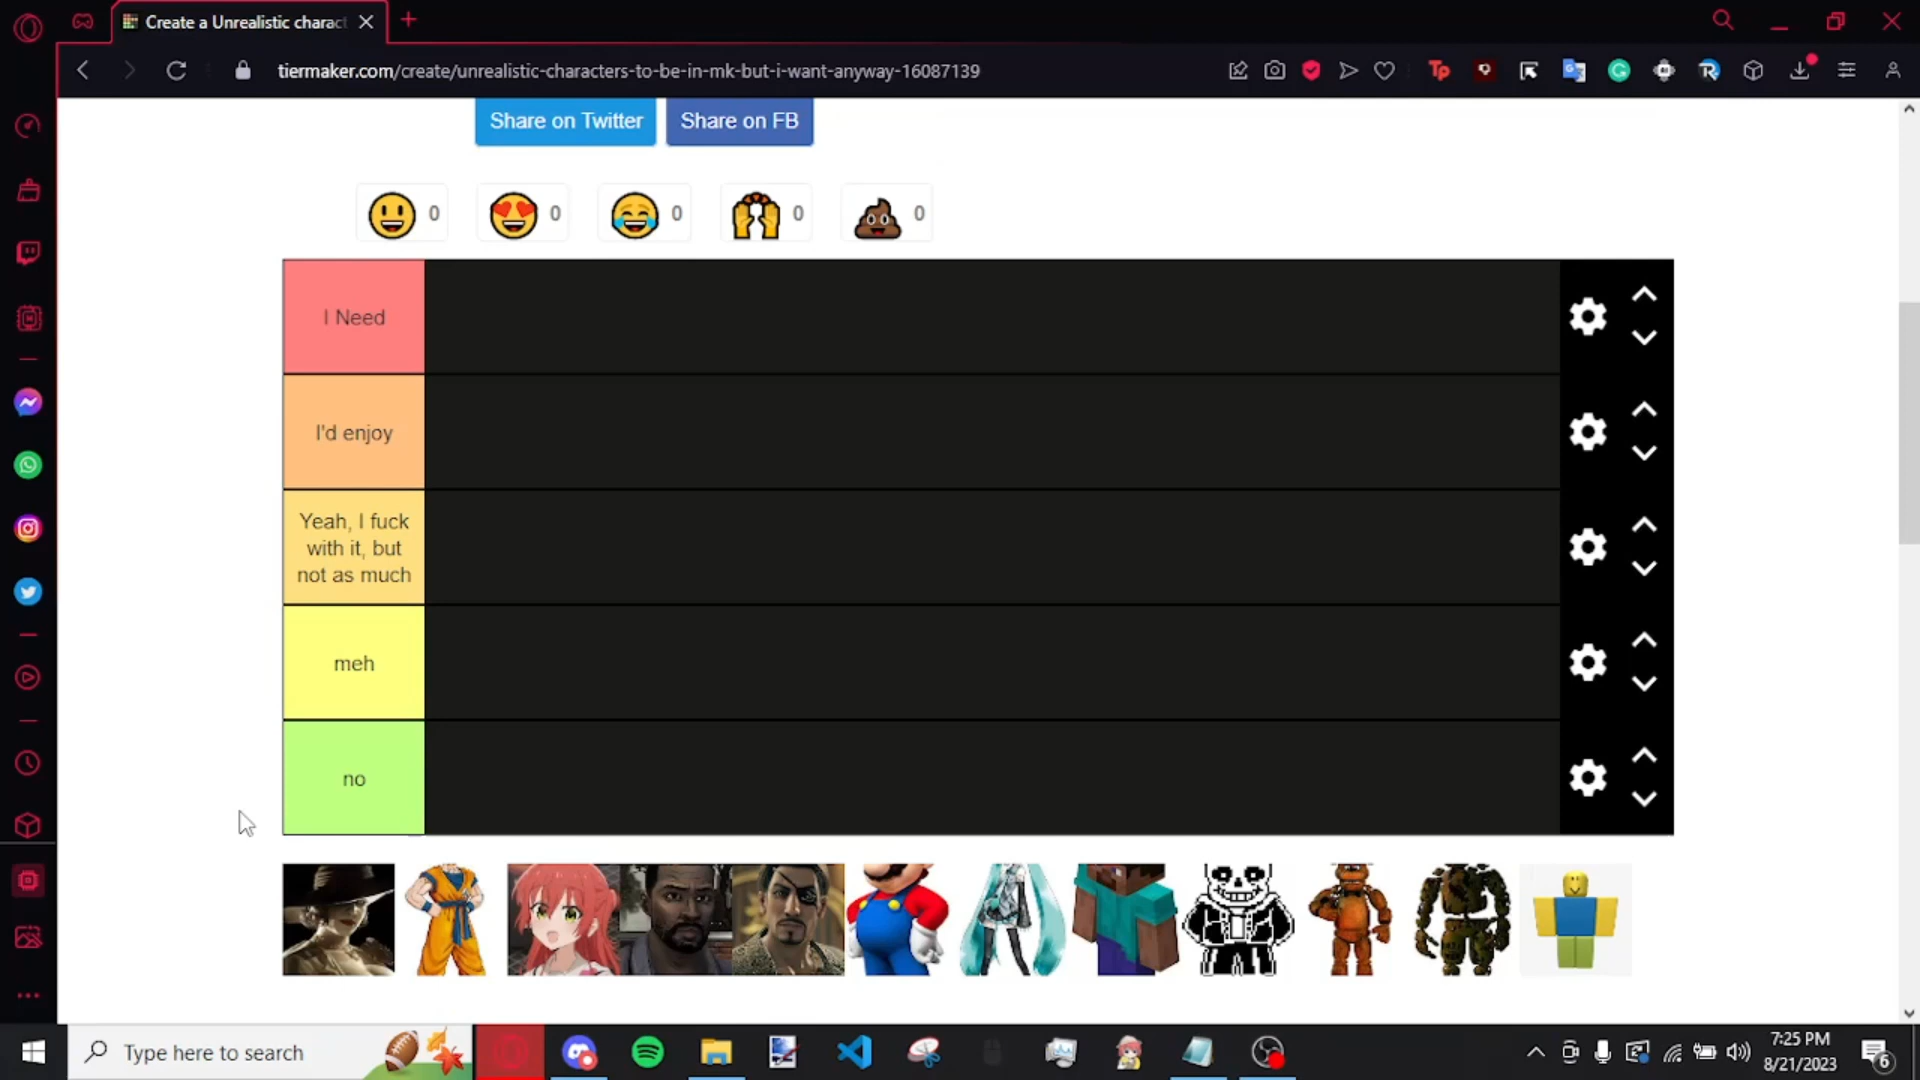 Create a Unrealistic charact
tiermaker.com/create/unrealistic-characters-to-be-in-mk-but-i-want-anyway-16087139
Tp
Share on Twitter
Share on FB
0
0
0
0
0
I Need
I'd enjoy
Yeah, I fuck
with it, but
not as much
meh
no
Type here to search
7:25 PM
8/21/2023
6